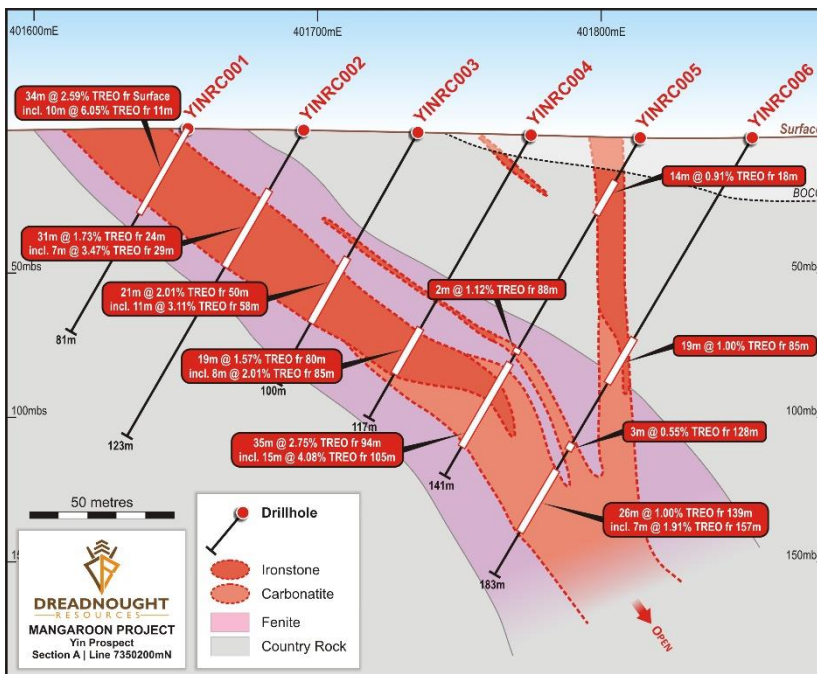 401600mE
401700mE
401800mE
YINRC001
YINRC002
YINRC003
YINRC004
YINRC005
YINRC006
34m @ 2.59% TREO fr Surface
incl. 10m @ 6.05% TREO fr 11m
Surface
14m @ 0.91% TREO fr 18m
BOCO
31m @ 1.73% TREO fr 24m
incl. 7m @ 3.47% TREO fr 29m
50mbs
50mbs
21m @ 2.01% TREO fr 50m
incl. 11m @ 3.11% TREO fr 58m
2m @ 1.12% TREO fr 88m
81m
19m @ 1.57% TREO fr 80m
incl. 8m @ 2.01% TREO fr 85m
19m @ 1.00% TREO fr 85m
100m
100mbs
100mbs
117m
123m
35m @ 2.75% TREO fr 94m
incl. 15m @ 4.08% TREO fr 105m
3m @ 0.55% TREO fr 128m
141m
50 metres
26m @ 1.00% TREO fr 139m
incl. 7m @ 1.91% TREO fr 157m
Drillhole
150mbs
183m
Ironstone
Carbonatite
Fenite
Country Rock
DREADNOUGHT
RESOURCES
MANGAROON PROJECT
Yin Prospect
Section A | Line 7350200mN
OPEN